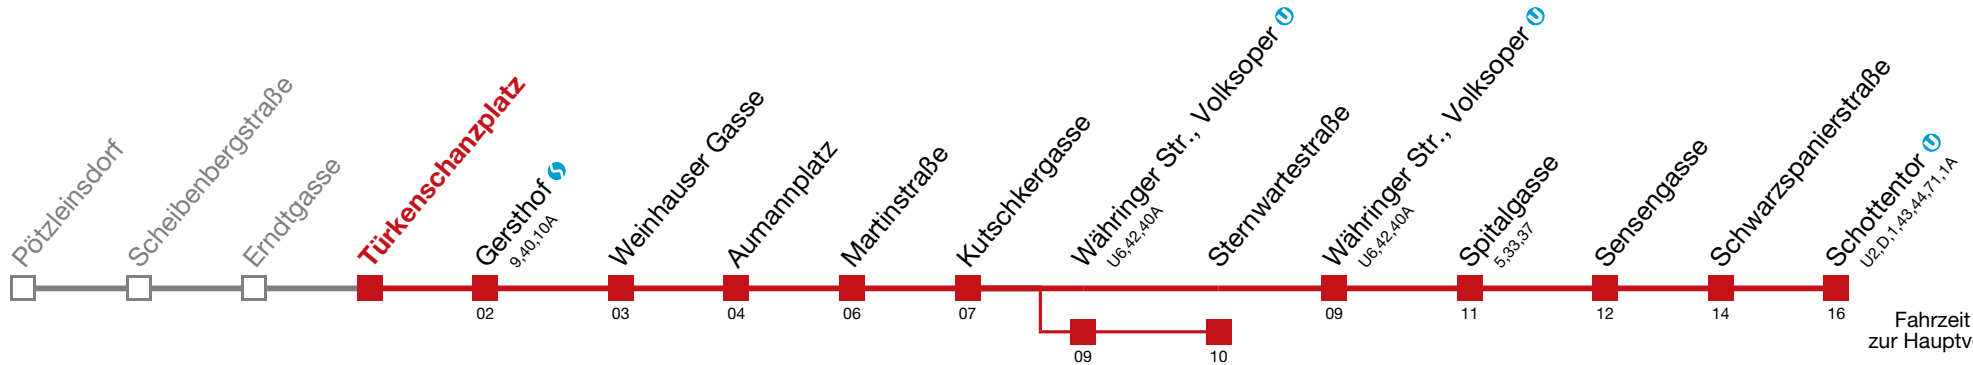 Pötzleinsdorf
Scheibenbergstraße
Erndtgasse
Türkenschanzplatz
Gersthof
9,40,10A
Weinhauser Gasse
Aumannplatz
Martinstraße
Kutschkergasse
Währinger Str., Volksoper U
U6,42,40A
Sternwartestraße
Währinger Str., Volksoper U
U6,42,40A
Spitalgasse
5,33,37
Sensengasse
Schwarzspanierstraße
Schottentor U
U2,D,1,43,44,71,1A
02
03
04
06
07
09
11
12
14
16
09
10
Fahrzeit
zur Hauptv